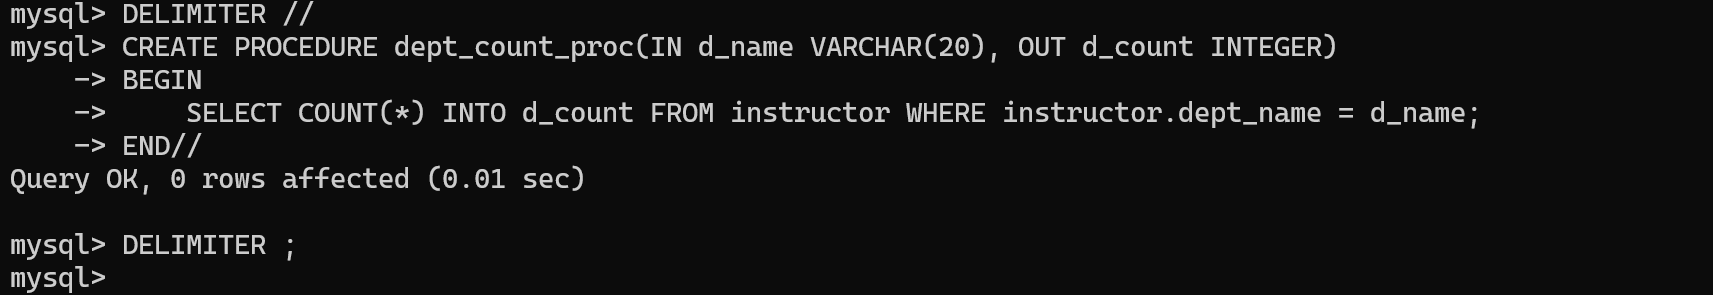 mysql> DELIMITER //
mysql> CREATE PROCEDURE dept_count_proc(IN d_name VARCHAR(20), OUT d_count INTEGER)
    -> BEGIN
    ->     SELECT COUNT(*) INTO d_count FROM instructor WHERE instructor.dept_name = d_name;
    -> END//
Query OK, 0 rows affected (0.01 sec)

mysql> DELIMITER ;
mysql>